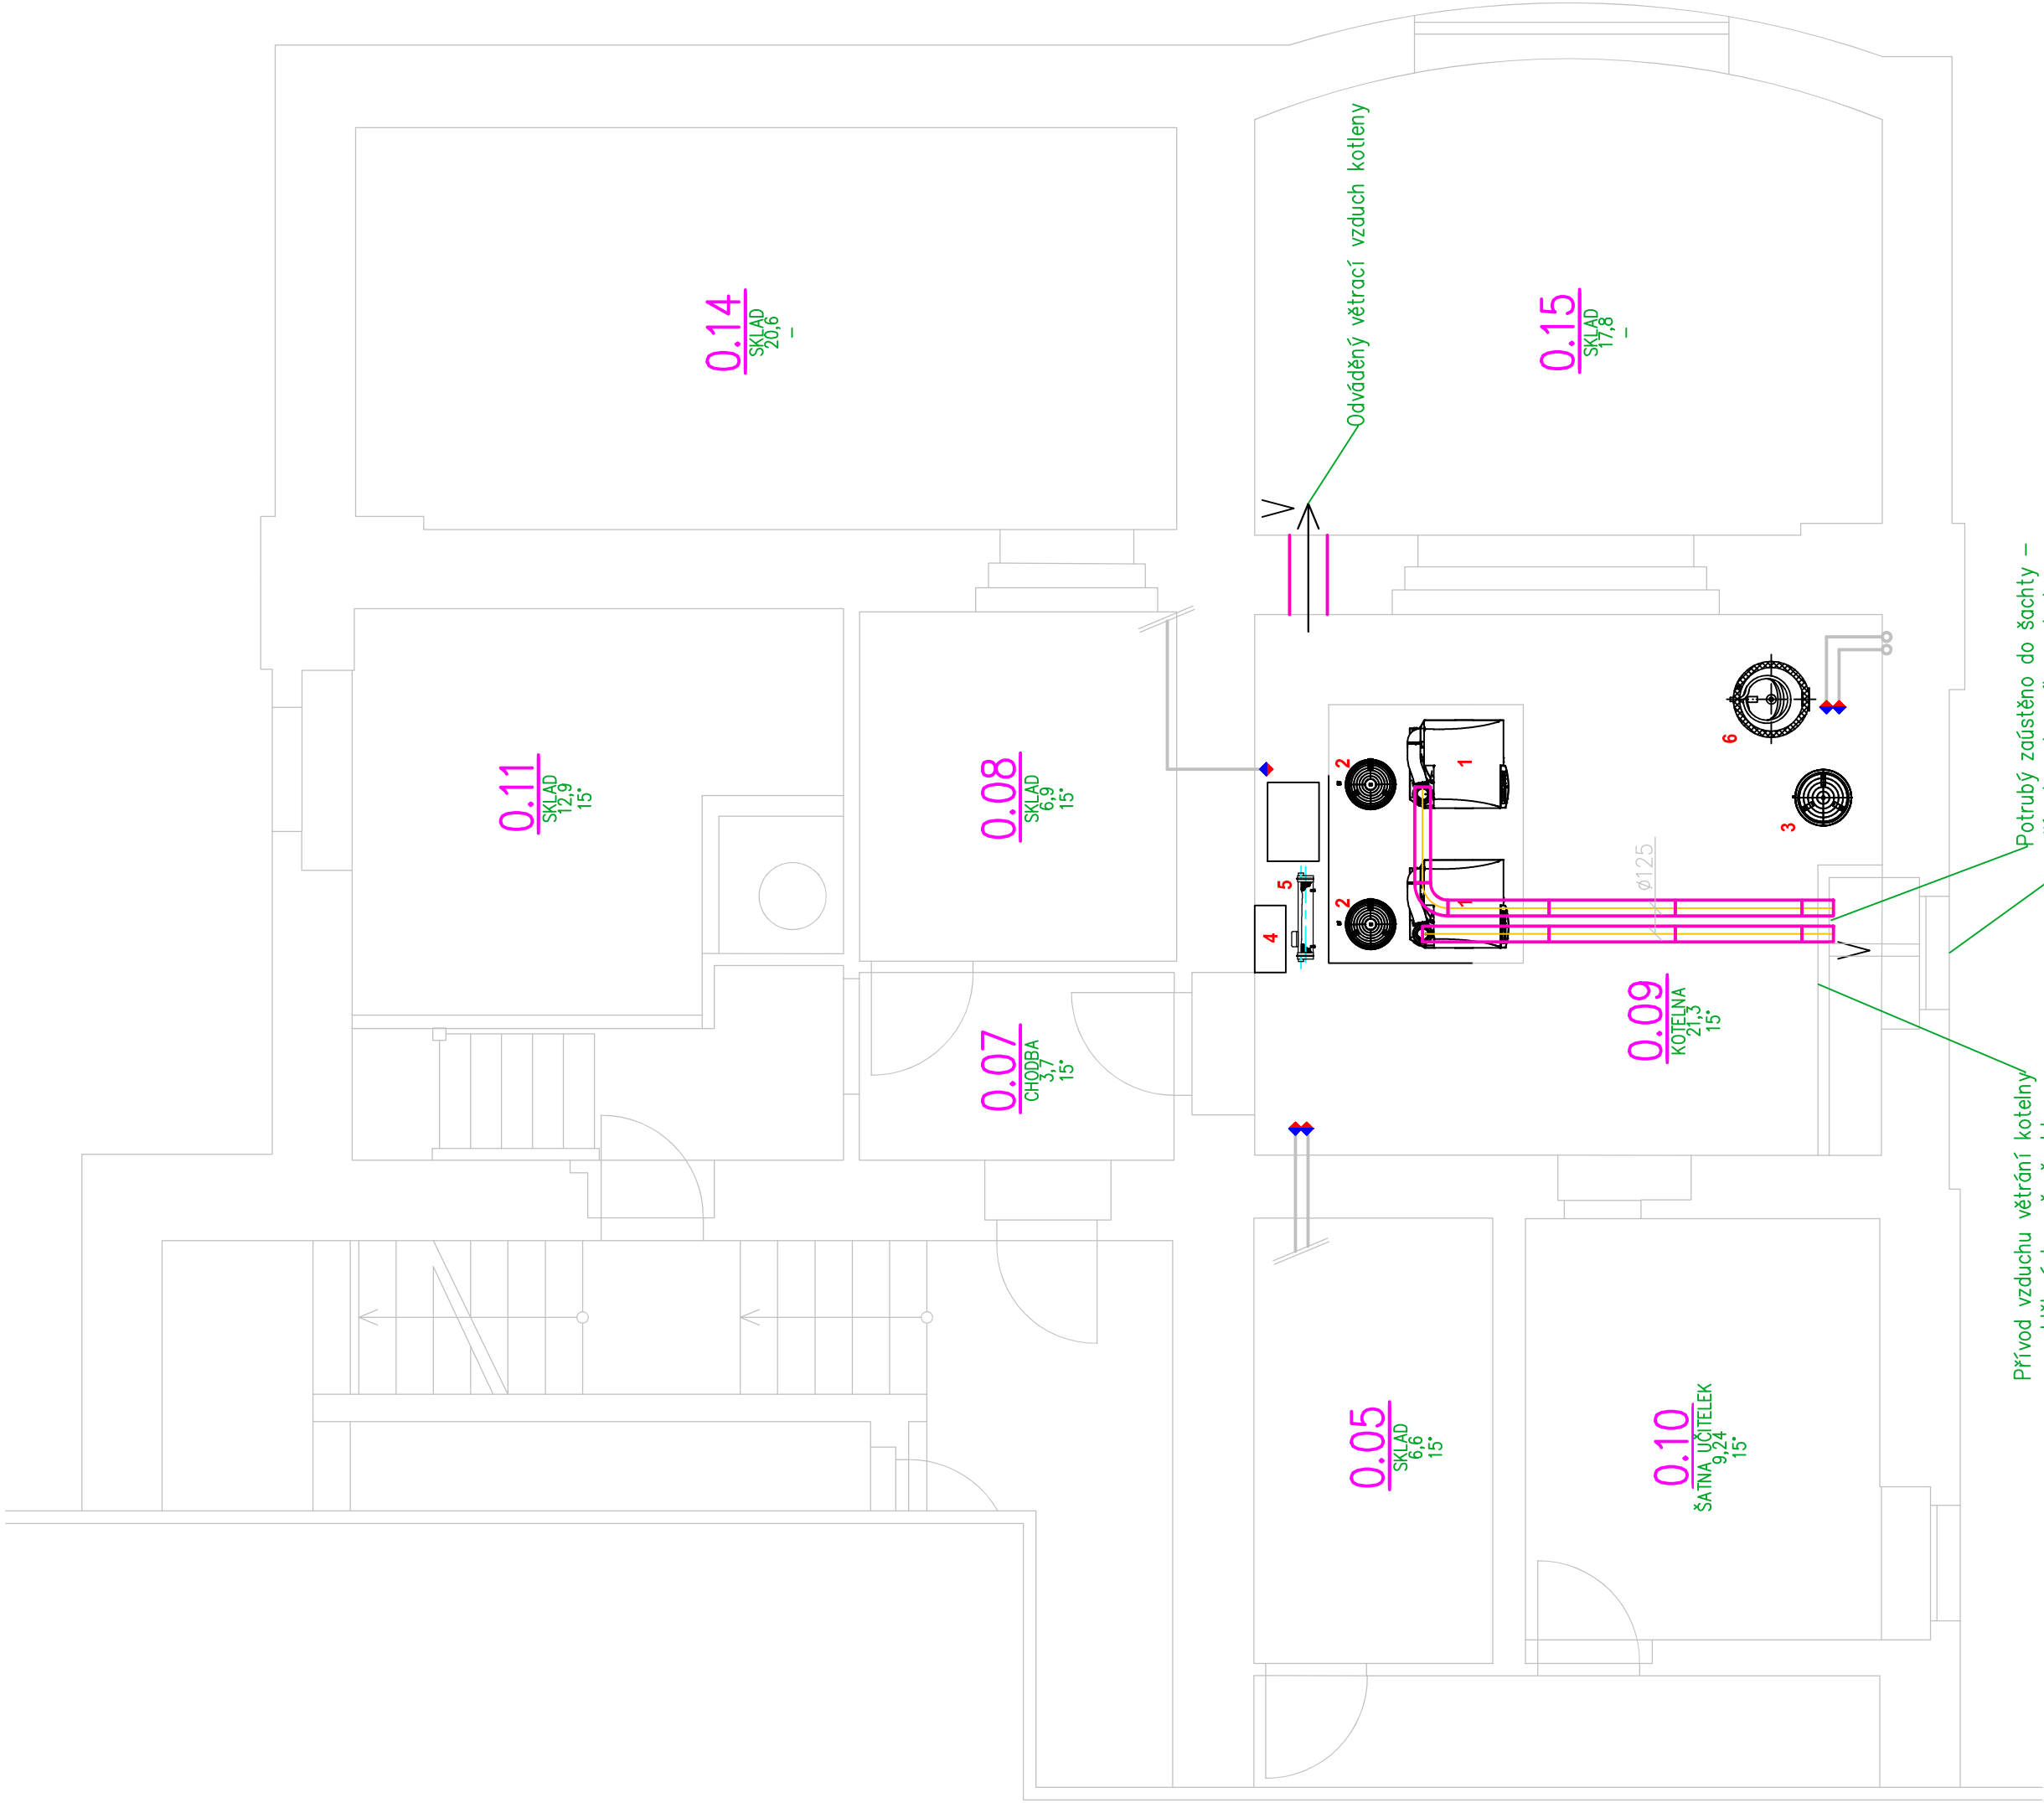 0.14
SKLAD
20,6
–
0.15
SKLAD
17,8
–
Odváděný větrací vzduch kotleny
0.11
SKLAD
12,9
15°
0.08
SKLAD
6,9
15°
0.07
CHODBA
3,7
15°
0.09
KOTELNA
21,3
15°
0.05
SKLAD
6,6
15°
0.10
ŠATNA UČITELEK
9,24
15°
2
1
2
1
3
4
5
6
ø125
Potrubý zaústěno do šachty –
Přívod vzduchu větrání kotelný